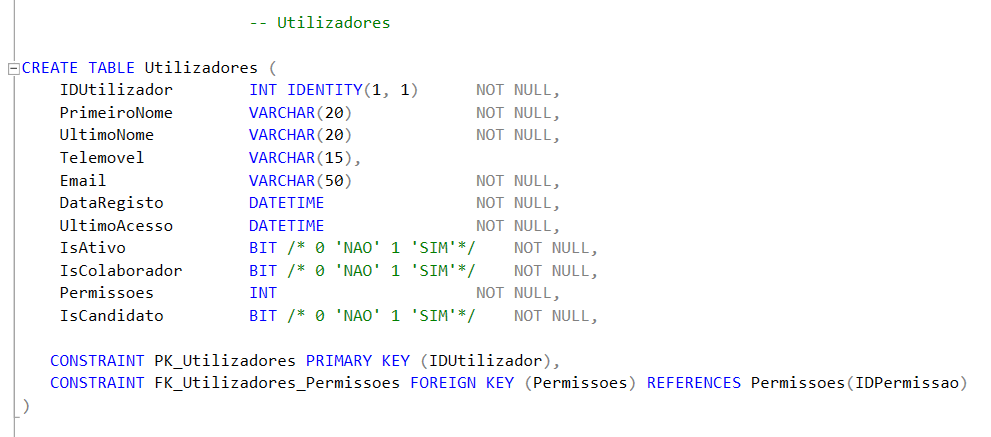 -- Utilizadores
CREATE TABLE Utilizadores (
IDUtilizador INT IDENTITY(1, 1) NOT NULL,
PrimeiroNome VARCHAR(20) NOT NULL,
UltimoNome VARCHAR(20) NOT NULL,
Telemovel VARCHAR(15),
Email VARCHAR(50) NOT NULL,
DataRegisto DATETIME NOT NULL,
UltimoAcesso DATETIME NOT NULL,
IsAtivo BIT /* 0 'NAO' 1 'SIM'*/ NOT NULL,
IsColaborador BIT /* 0 'NAO' 1 'SIM'*/ NOT NULL,
Permissoes INT NOT NULL,
IsCandidato BIT /* 0 'NAO' 1 'SIM'*/ NOT NULL,
CONSTRAINT PK_Utilizadores PRIMARY KEY (IDUtilizador),
CONSTRAINT FK_Utilizadores_Permissoes FOREIGN KEY (Permissoes) REFERENCES Permissoes(IDPermissao)
)